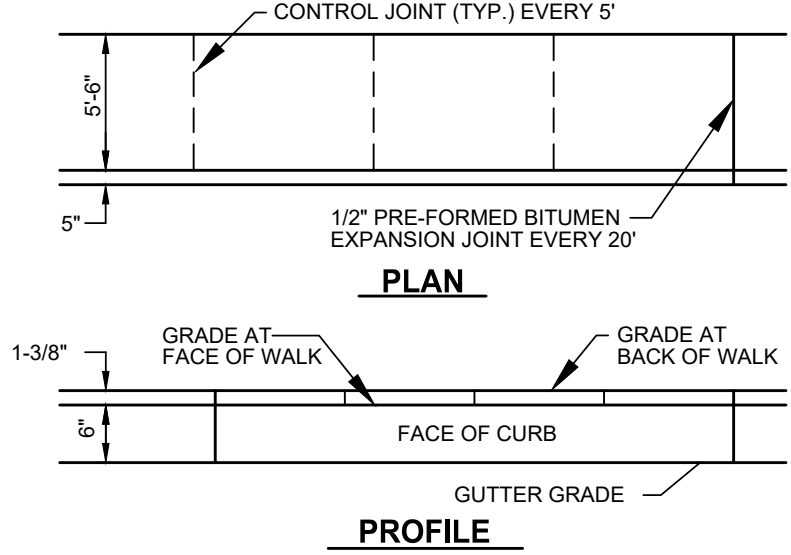 CONTROL JOINT (TYP.) EVERY 5'
5'-6"
5"
1/2" PRE-FORMED BITUMEN
EXPANSION JOINT EVERY 20'
PLAN
1-3/8"
GRADE AT
FACE OF WALK
GRADE AT
BACK OF WALK
6"
FACE OF CURB
GUTTER GRADE
PROFILE